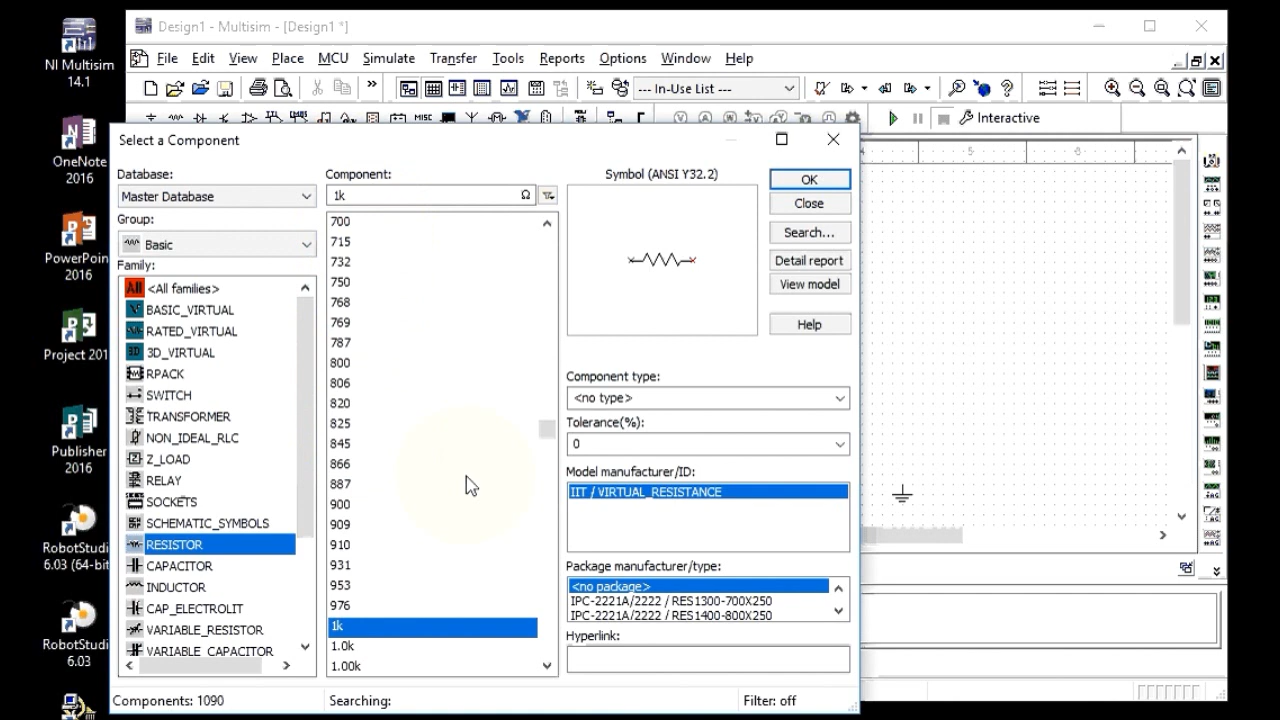 NI Multisim
14.1
OneNote
2016
PowerPoint
2016
Project 201
Publisher
2016
RobotStudi
6.03 (64-bit
RobotStudi
6.03
Design1 - Multisim - [Design1 *]
File Edit View Place MCU Simulate Transfer Tools Reports Options Window Help
--- In-Use List ---
MISC
Interactive
Select a Component
Database:
Master Database
Group:
Basic
Family:
All <All families>
BASIC_VIRTUAL
RATED_VIRTUAL
3D 3D_VIRTUAL
RPACK
SWITCH
TRANSFORMER
NON_IDEAL_RLC
Z_LOAD
RELAY
SOCKETS
SCHEMATIC_SYMBOLS
RESISTOR
CAPACITOR
INDUCTOR
CAP_ELECTROLIT
VARIABLE_RESISTOR
VARIABLE_CAPACITOR
Component:
1k Ω
700
715
732
750
768
769
787
800
806
820
825
845
866
887
900
909
910
931
953
976
1k
1.0k
1.00k
Symbol (ANSI Y32.2)
Component type:
<no type>
Tolerance(%):
0
Model manufacturer/ID:
IIT / VIRTUAL_RESISTANCE
Package manufacturer/type:
<no package>
IPC-2221A/2222 / RES1300-700X250
IPC-2221A/2222 / RES1400-800X250
Hyperlink:
OK
Close
Search...
Detail report
View model
Help
Components: 1090 Searching: Filter: off
5
6